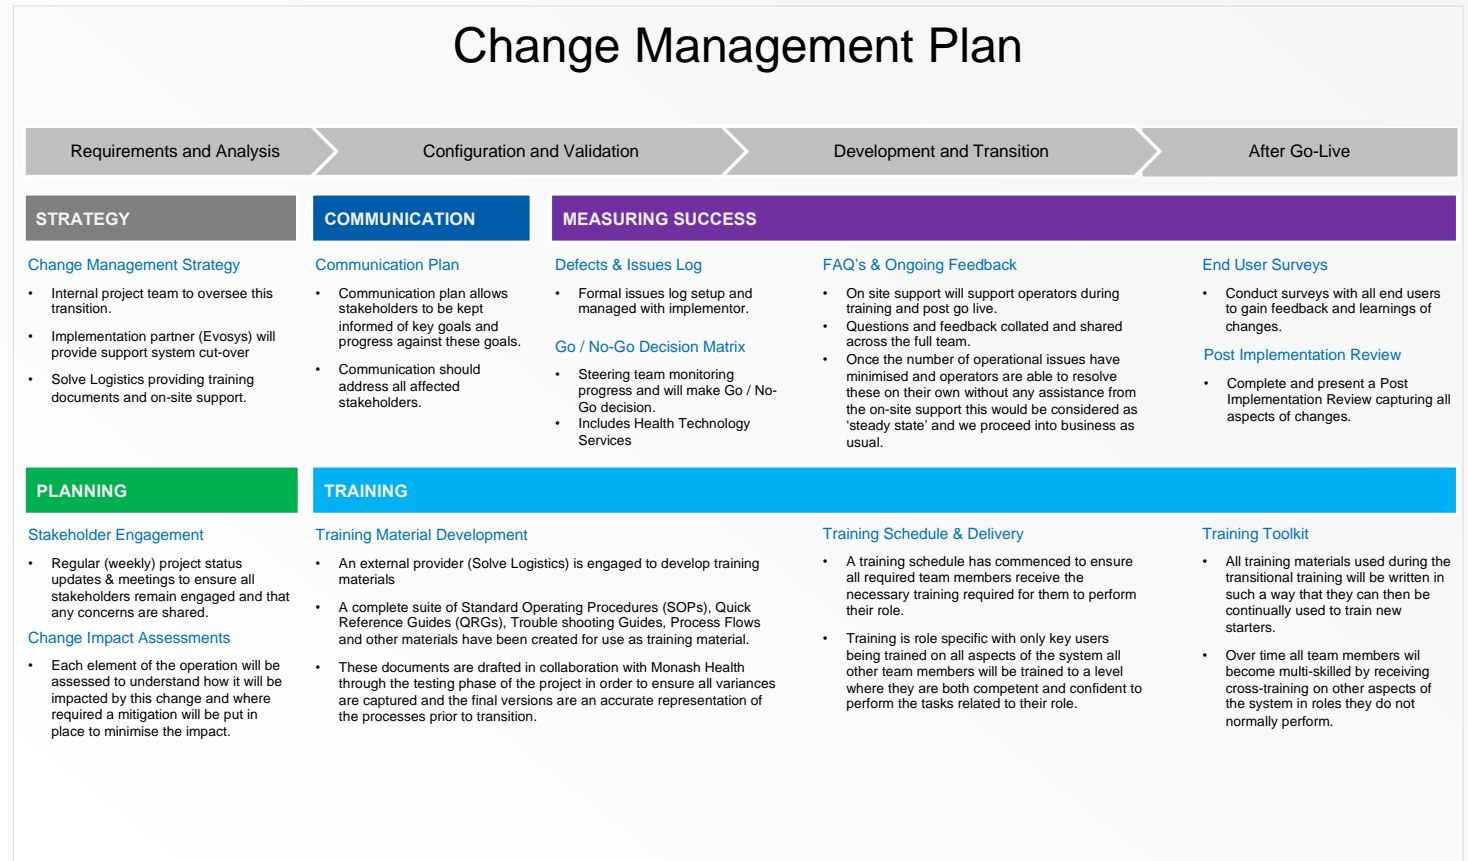 Change Management Plan
Requirements and Analysis
Configuration and Validation
Development and Transition
After Go-Live
STRATEGY
COMMUNICATION
MEASURING SUCCESS
Change Management Strategy
• Internal project team to oversee this
transition.
• Implementation partner (Evosys) will
provide support system cut-over
• Solve Logistics providing training
documents and on-site support.
Communication Plan
• Communication plan allows
stakeholders to be kept
informed of key goals and
progress against these goals.
• Communication should
address all affected
stakeholders.
Defects & Issues Log
• Formal issues log setup and
managed with implementor.
Go / No-Go Decision Matrix
• Steering team monitoring
progress and will make Go / No-
Go decision.
• Includes Health Technology
Services
FAQ's & Ongoing Feedback
• On site support will support operators during
training and post go live.
• Questions and feedback collated and shared
across the full team.
• Once the number of operational issues have
minimised and operators are able to resolve
these on their own without any assistance from
the on-site support this would be considered as
'steady state' and we proceed into business as
usual.
End User Surveys
• Conduct surveys with all end users
to gain feedback and learnings of
changes.
Post Implementation Review
• Complete and present a Post
Implementation Review capturing all
aspects of changes.
PLANNING
TRAINING
Stakeholder Engagement
• Regular (weekly) project status
updates & meetings to ensure all
stakeholders remain engaged and that
any concerns are shared.
Change Impact Assessments
• Each element of the operation will be
assessed to understand how it will be
impacted by this change and where
required a mitigation will be put in
place to minimise the impact.
Training Material Development
• An external provider (Solve Logistics) is engaged to develop training
materials
• A complete suite of Standard Operating Procedures (SOPs), Quick
Reference Guides (QRGs), Trouble shooting Guides, Process Flows
and other materials have been created for use as training material.
• These documents are drafted in collaboration with Monash Health
through the testing phase of the project in order to ensure all variances
are captured and the final versions are an accurate representation of
the processes prior to transition.
Training Schedule & Delivery
• A training schedule has commenced to ensure
all required team members receive the
necessary training required for them to perform
their role.
• Training is role specific with only key users
being trained on all aspects of the system all
other team members will be trained to a level
where they are both competent and confident to
perform the tasks related to their role.
Training Toolkit
• All training materials used during the
transitional training will be written in
such a way that they can then be
continually used to train new
starters.
• Over time all team members wil
become multi-skilled by receiving
cross-training on other aspects of
the system in roles they do not
normally perform.